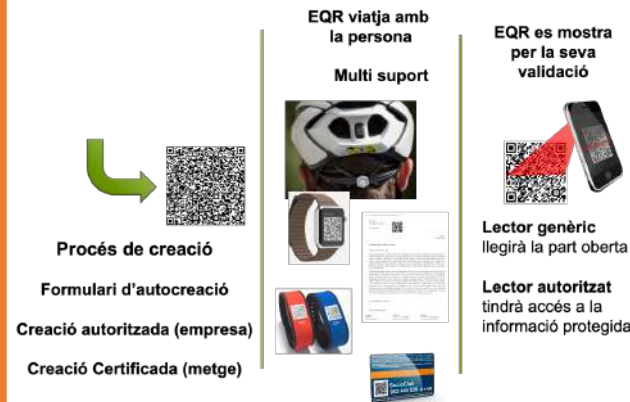 Procés de creació
Formulari d'autocreació
Creació autoritzada (empresa)
Creació Certificada (metge)
EQR viatja amb
la persona
Multi suport
EQR es mostra
per la seva
validació
Lector genèric
llegirà la part oberta
Lector autoritzat
tindrà accés a la
informació protegida